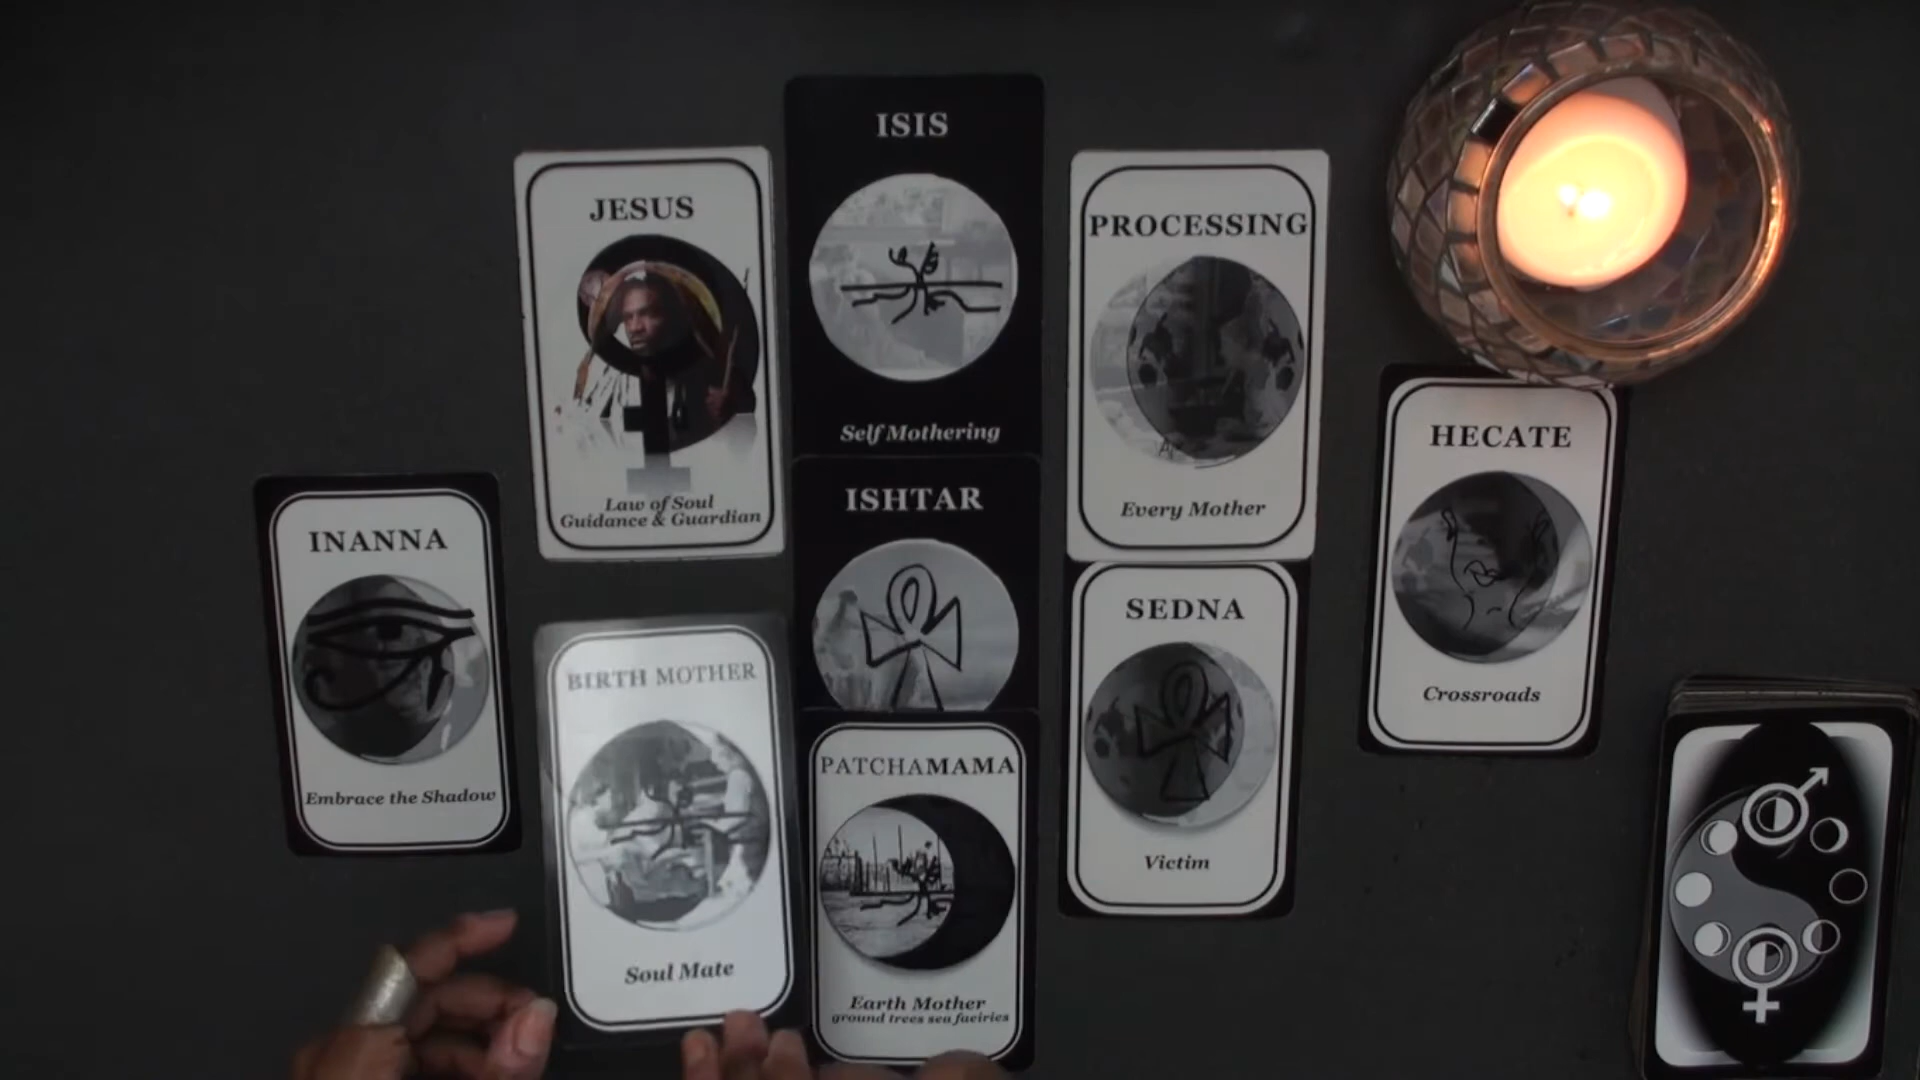 ISIS
Self Mothering
JESUS
Law of Soul
Guidance & Guardian
PROCESSING
Every Mother
HECATE
Crossroads
ISHTAR
INANNA
Embrace the Shadow
SEDNA
Victim
BIRTH MOTHER
Soul Mate
PATCHAMAMA
Earth Mother
ground trees sea faeiries